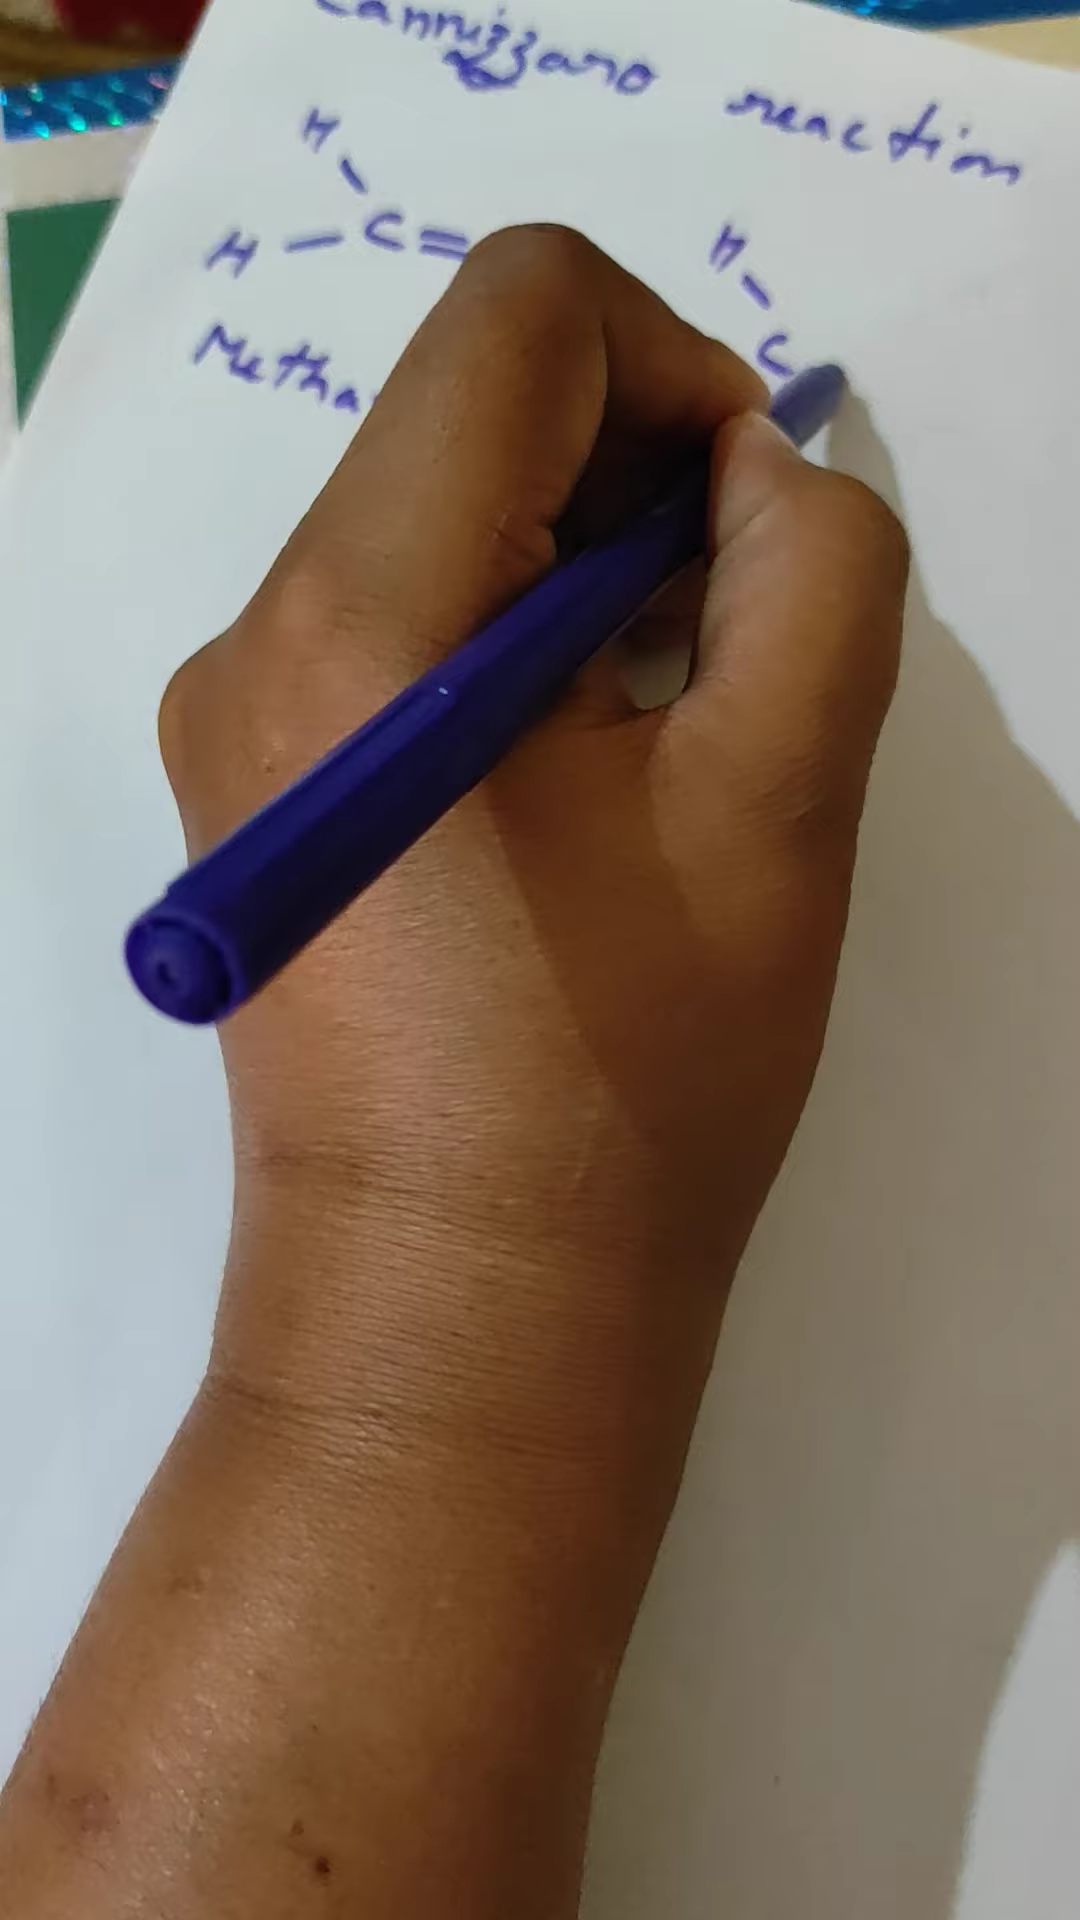 Cannizzaro reaction
H
H
H — C =
C
Metha